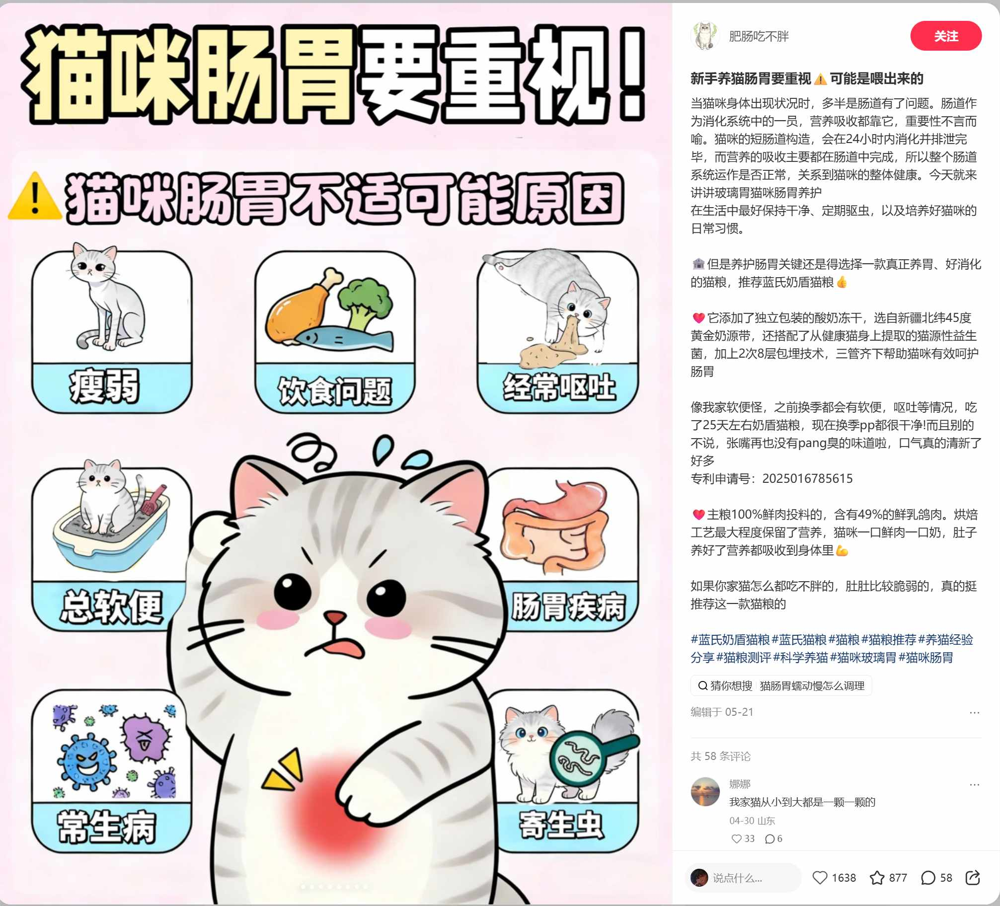 猫咪肠胃要重视!
⚠️猫咪肠胃不适可能原因
瘦弱
饮食问题
经常呕吐
总软便
肠胃疾病
常生病
寄生虫
肥肠吃不胖
关注
新手养猫肠胃要重视⚠️可能是喂出来的
当猫咪身体出现状况时，多半是肠道有了问题。肠道作
为消化系统中的一员，营养吸收都靠它，重要性不言而
喻。猫咪的短肠道构造，会在24小时内消化并排泄完
毕，而营养的吸收主要都在肠道中完成，所以整个肠道
系统运作是否正常，关系到猫咪的整体健康。今天就来
讲讲玻璃胃猫咪肠胃养护
在生活中最好保持干净、定期驱虫，以及培养好猫咪的
日常习惯。
🏛️但是养护肠胃关键还是得选择一款真正养胃、好消化
的猫粮，推荐蓝氏奶盾猫粮👍
❤️它添加了独立包装的酸奶冻干，选自新疆北纬45度
黄金奶源带，还搭配了从健康猫身上提取的猫源性益生
菌，加上2次8层包埋技术，三管齐下帮助猫咪有效呵护
肠胃
像我家软便怪，之前换季都会有软便，呕吐等情况，吃
了25天左右奶盾猫粮，现在换季pp都很干净!而且别的
不说，张嘴再也没有pang臭的味道啦，口气真的清新了
好多
专利申请号：2025016785615
❤️主粮100%鲜肉投料的，含有49%的鲜乳鸽肉。烘焙
工艺最大程度保留了营养，猫咪一口鲜肉一口奶，肚子
养好了营养都吸收到身体里💪
如果你家猫怎么都吃不胖的，肚肚比较脆弱的，真的挺
推荐这一款猫粮的
#蓝氏奶盾猫粮#蓝氏猫粮#猫粮#猫粮推荐#养猫经验
分享#猫粮测评#科学养猫#猫咪玻璃胃#猫咪肠胃
猜你想搜 猫肠胃蠕动慢怎么调理
编辑于 05-21
共 58 条评论
娜娜
我家猫从小到大都是一颗一颗的
04-30 山东
33 6
说点什么... 1638 877 58